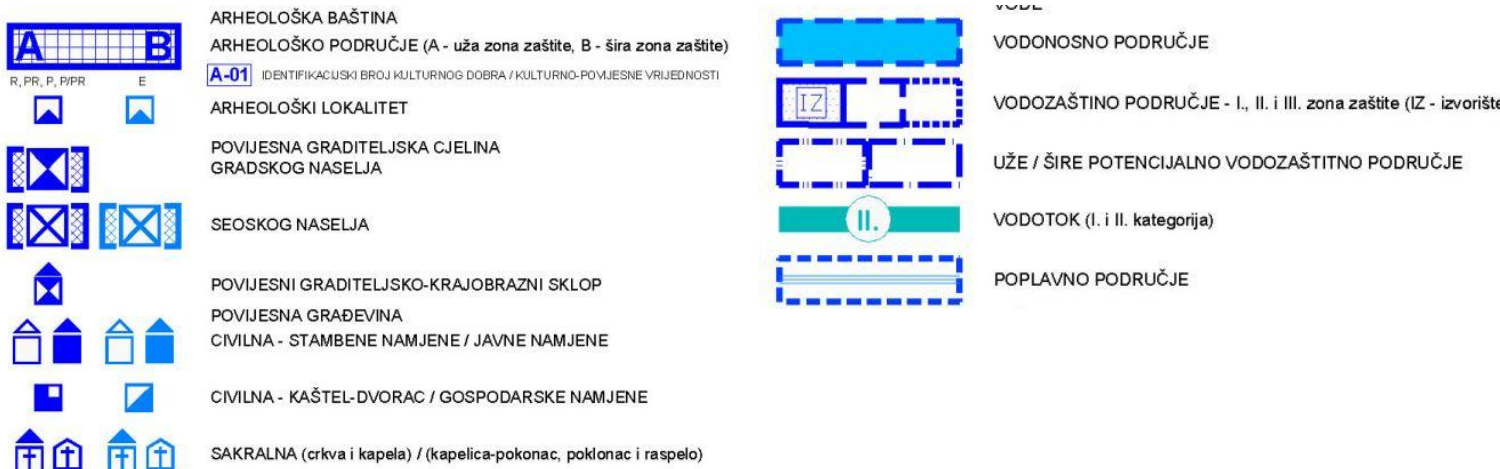 ARHEOLOŠKA BAŠTINA
A B
ARHEOLOŠKO PODRUČJE (A - uža zona zaštite, B - šira zona zaštite)
R, PR, P, P/PR E
A-01 IDENTIFIKACIJSKI BROJ KULTURNOG DOBRA / KULTURNO-POVIJESNE VRIJEDNOSTI
ARHEOLOŠKI LOKALITET
POVIJESNA GRADITELJSKA CJELINA
GRADSKOG NASELJA
SEOSKOG NASELJA
POVIJESNI GRADITELJSKO-KRAJOBRAZNI SKLOP
POVIJESNA GRAĐEVINA
CIVILNA - STAMBENE NAMJENE / JAVNE NAMJENE
CIVILNA - KAŠTEL-DVORAC / GOSPODARSKE NAMJENE
SAKRALNA (crkva i kapela) / (kapelica-pokonac, poklonac i raspelo)
VODE
VODONOSNO PODRUČJE
IZ
VODOZAŠTINO PODRUČJE - I., II. i III. zona zaštite (IZ - izvorište
UŽE / ŠIRE POTENCIJALNO VODOZAŠTITNO PODRUČJE
II.
VODOTOK (I. i II. kategorija)
POPLAVNO PODRUČJE